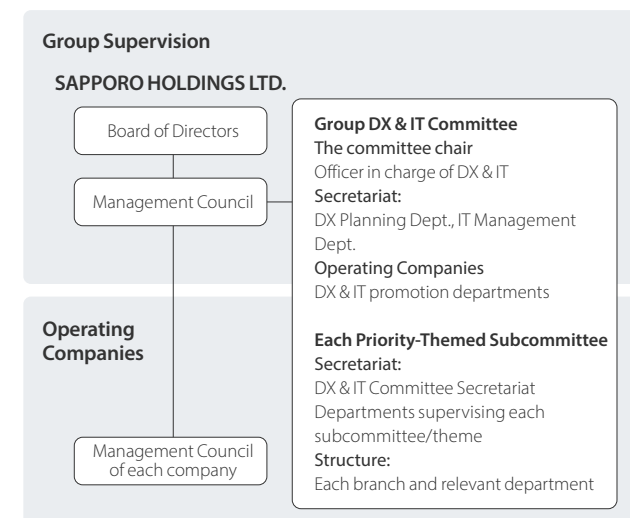 Group Supervision
SAPPORO HOLDINGS LTD.
Board of Directors
Management Council
Group DX & IT Committee
The committee chair
Officer in charge of DX & IT
Secretariat:
DX Planning Dept., IT Management
Dept.
Operating Companies
DX & IT promotion departments
Each Priority-Themed Subcommittee
Secretariat:
DX & IT Committee Secretariat
Departments supervising each
subcommittee/theme
Structure:
Each branch and relevant department
Operating
Companies
Management Council
of each company